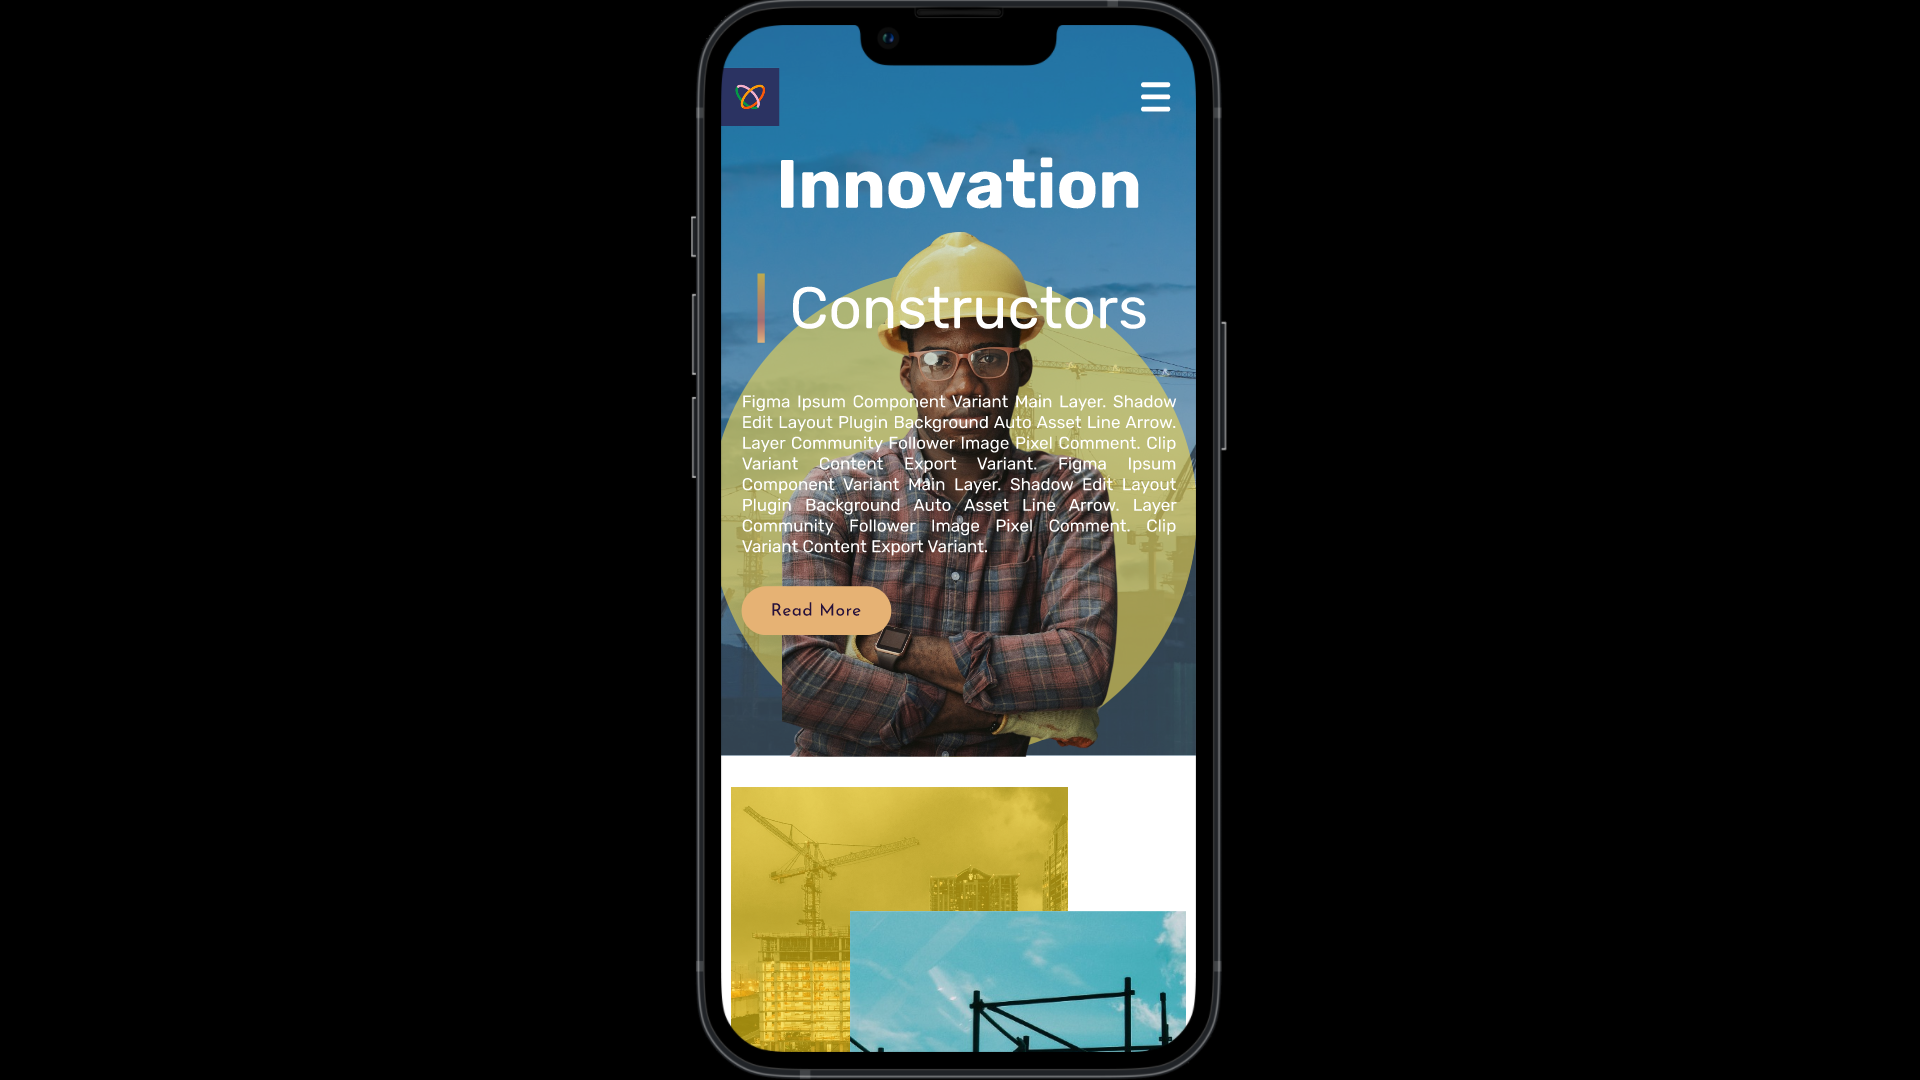 Innovation
Constructors
Figma Ipsum Component Variant Main Layer. Shadow
Edit Layout Plugin Background Auto Asset Line Arrow.
Layer Community Follower Image Pixel Comment. Clip
Variant Content Export Variant. Figma Ipsum
Component Variant Main Layer. Shadow Edit Layout
Plugin Background Auto Asset Line Arrow. Layer
Community Follower Image Pixel Comment. Clip
Variant Content Export Variant.
Read More